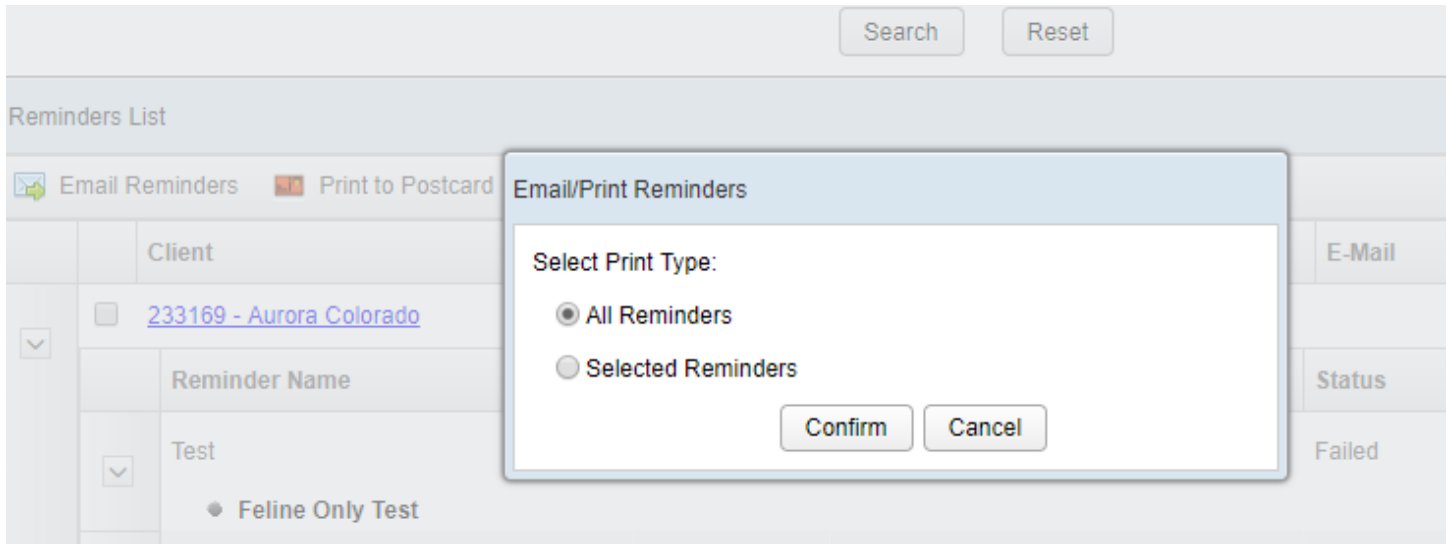 Search Reset
Reminders List
Email Reminders Print to Postcard
Email/Print Reminders
Client
E-Mail
Select Print Type:
All Reminders
Selected Reminders
Confirm Cancel
233169 - Aurora Colorado
Reminder Name
Status
Test
Failed
Feline Only Test